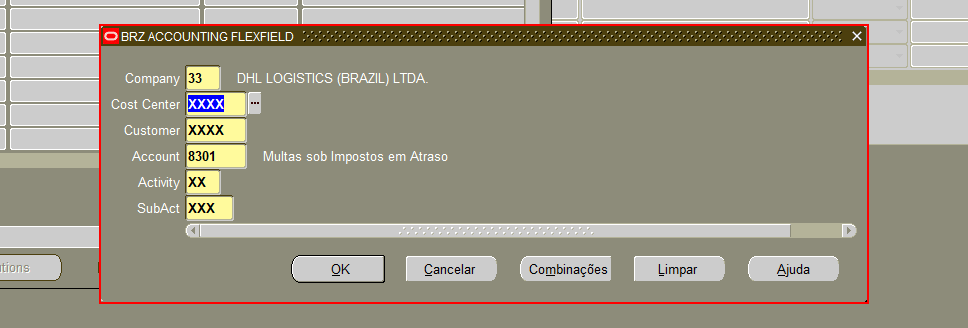 BRZ ACCOUNTING FLEXFIELD
Company 33 DHL LOGISTICS (BRAZIL) LTDA.
Cost Center XXXX ...
Customer XXXX
Account 8301 Multas sob Impostos em Atraso
Activity XX
SubAct XXX
OK Cancelar Combinações Limpar Ajuda